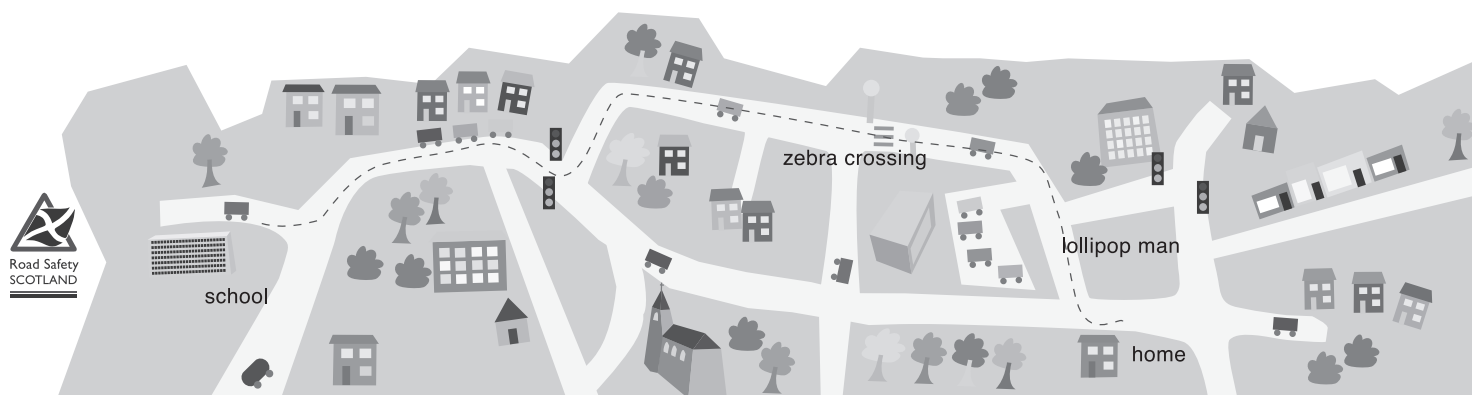 zebra crossing
lollipop man
Road Safety
SCOTLAND
school
home